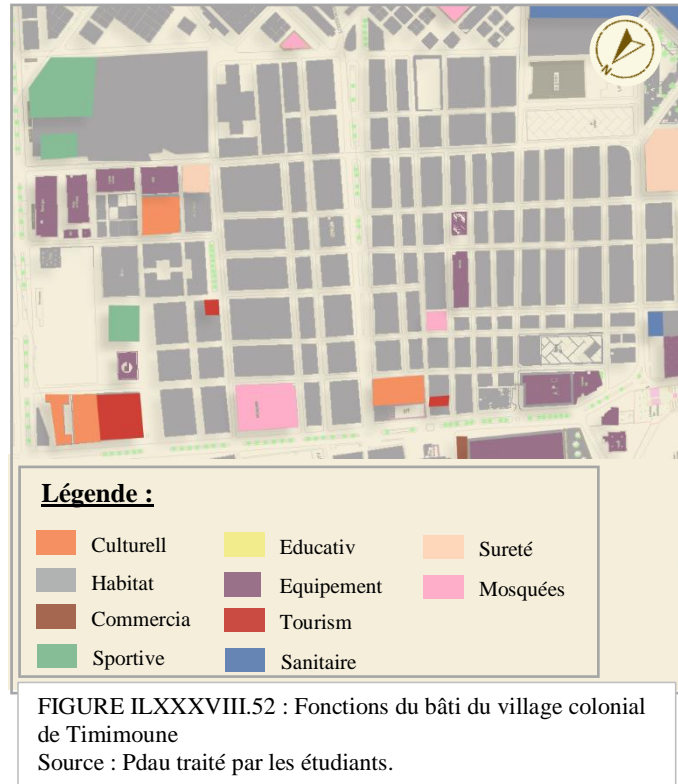 N
A P C
Légende :
Culturell
Educativ
Sureté
Habitat
Equipement
Mosquées
Commercia
Tourism
Sportive
Sanitaire
FIGURE ILXXXVIII.52 : Fonctions du bâti du village colonial
de Timimoune
Source : Pdau traité par les étudiants.